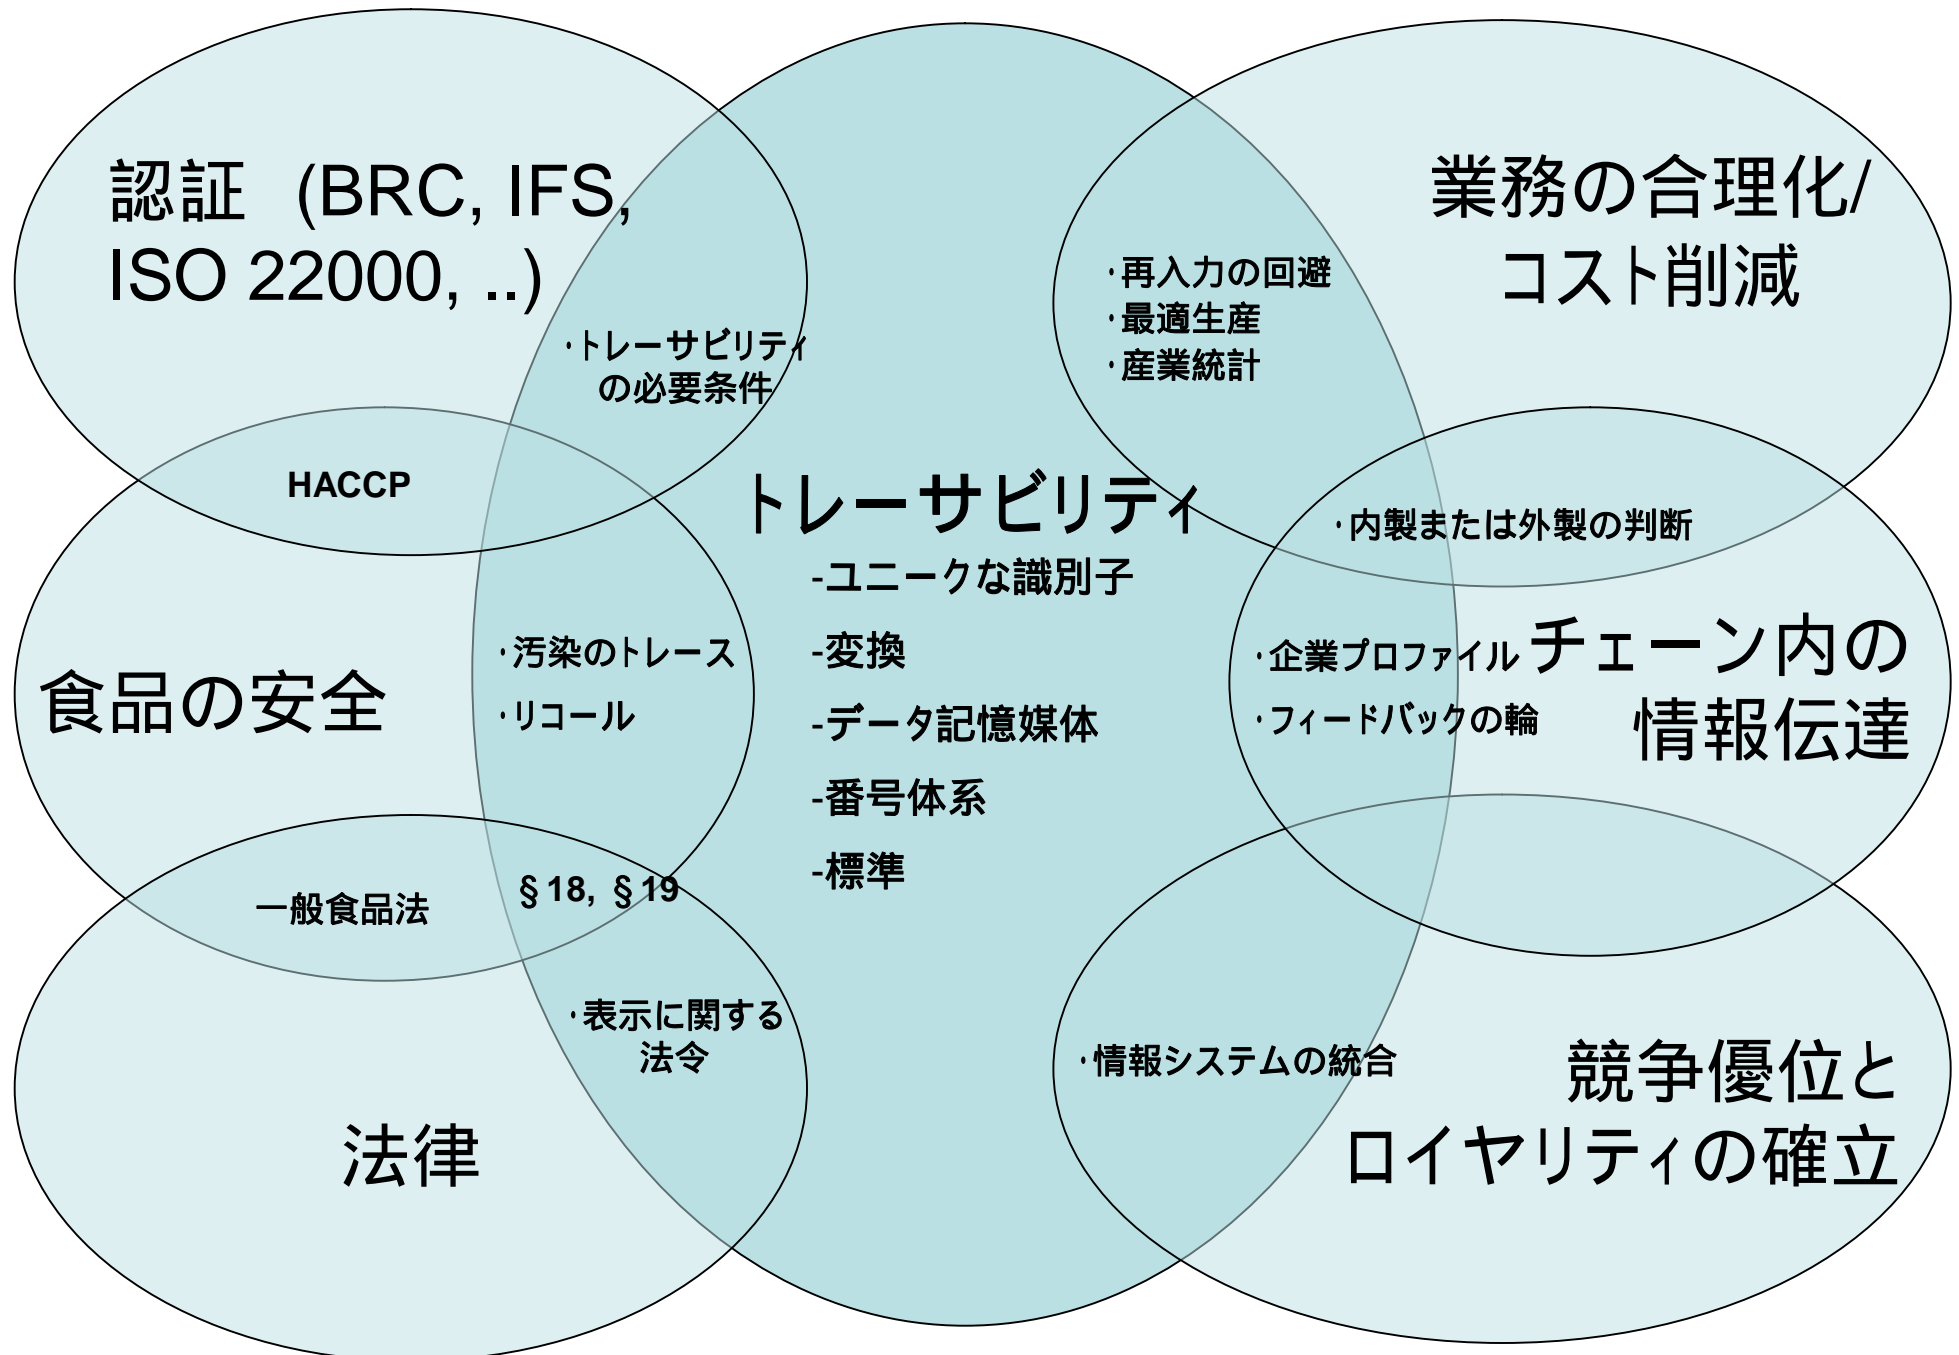 認証 (BRC, IFS,
ISO 22000, ..)
・トレーサビリティ
の必要条件
HACCP
食品の安全
・汚染のトレース
・リコール
一般食品法
§18, §19
・表示に関する
法令
法律
トレーサビリティ
-ユニークな識別子
-変換
-データ記憶媒体
-番号体系
-標準
業務の合理化/
コスト削減
・再入力の回避
・最適生産
・産業統計
・内製または外製の判断
チェーン内の
情報伝達
・企業プロファイル
・フィードバックの輪
・情報システムの統合
競争優位と
ロイヤリティの確立